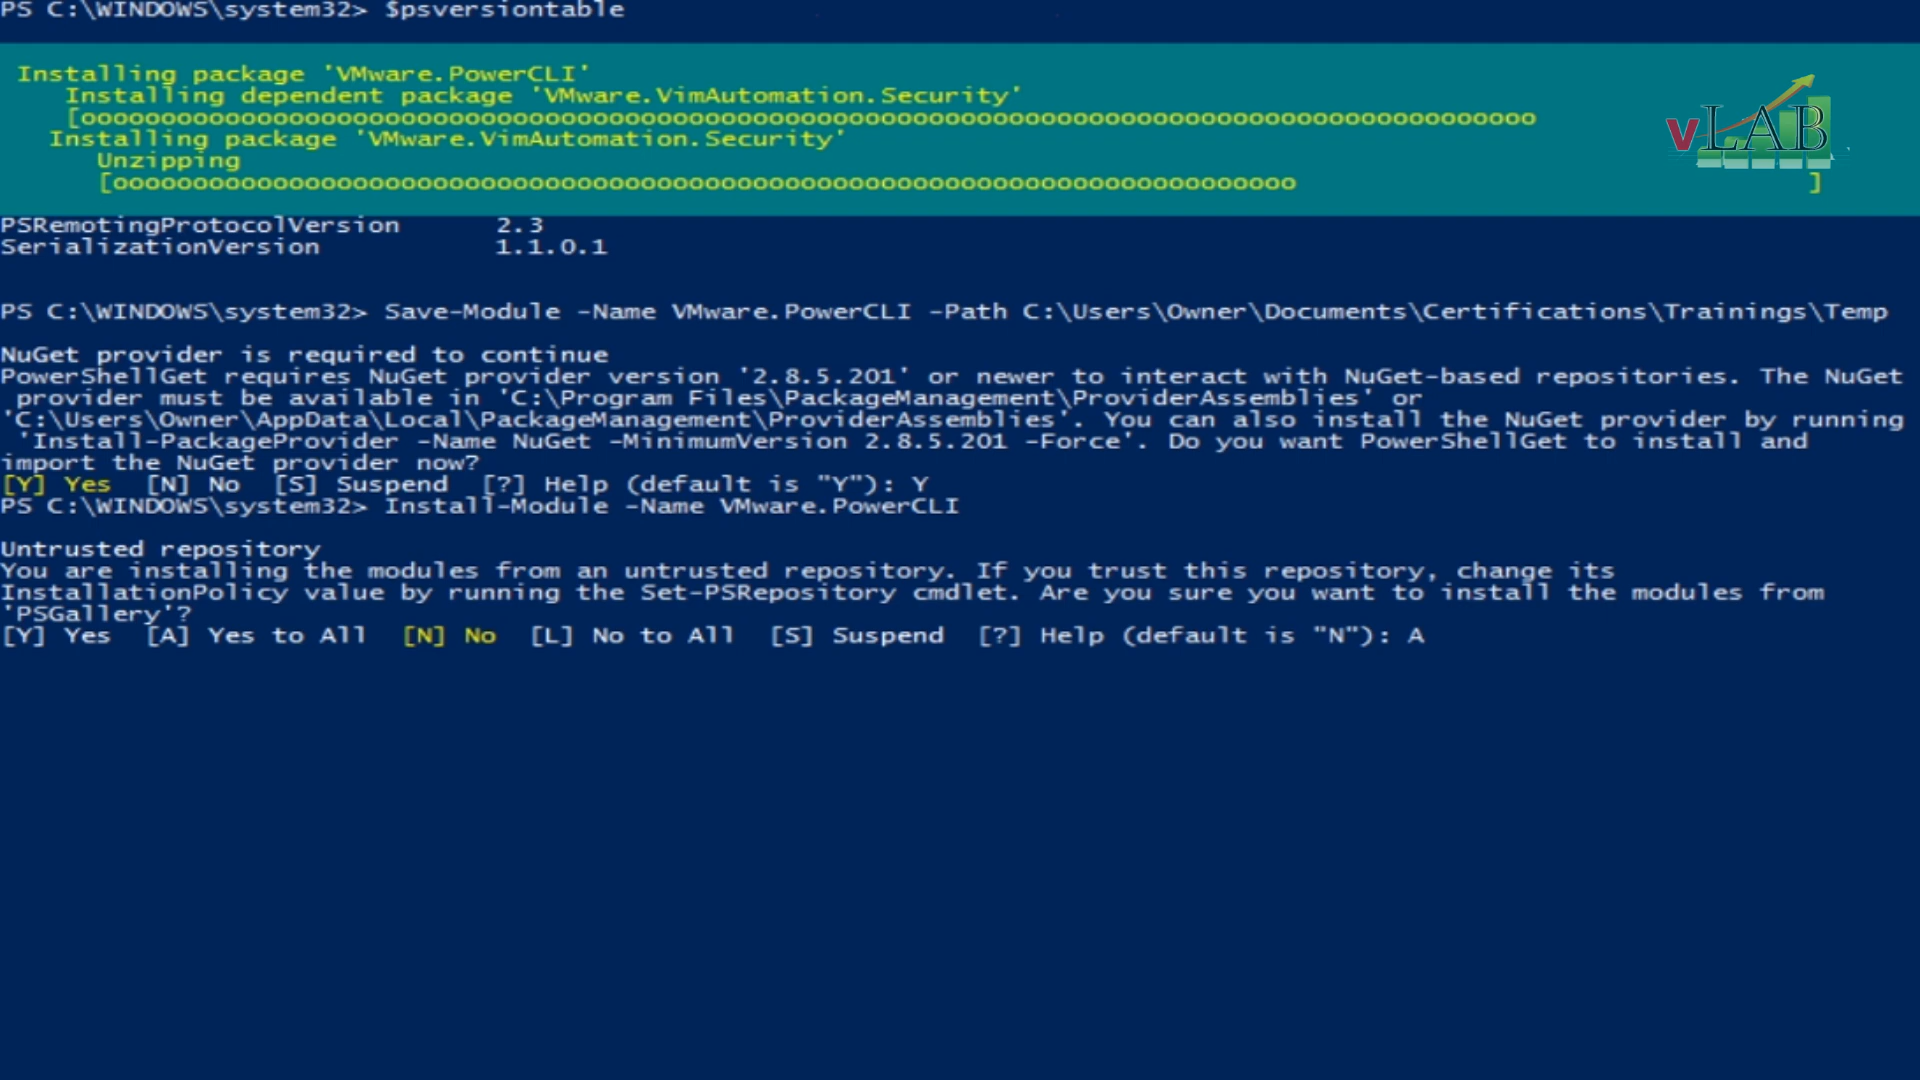 PS C:\WINDOWS\system32> $psversiontable
Installing package 'VMware.PowerCLI'
Installing dependent package 'VMware.VimAutomation.Security'
[ooooooooooooooooooooooooooooooooooooooooooooooooooooooooooooooooooooooooooooooooooooooooooo
Installing package 'VMware.VimAutomation.Security'
Unzipping
[oooooooooooooooooooooooooooooooooooooooooooooooooooooooooooooooooooooooooo ]
vLAB
PSRemotingProtocolVersion 2.3
SerializationVersion 1.1.0.1
PS C:\WINDOWS\system32> Save-Module -Name VMware.PowerCLI -Path C:\Users\Owner\Documents\Certifications\Trainings\Temp
NuGet provider is required to continue
PowerShellGet requires NuGet provider version '2.8.5.201' or newer to interact with NuGet-based repositories. The NuGet
provider must be available in 'C:\Program Files\PackageManagement\ProviderAssemblies' or
'C:\Users\Owner\AppData\Local\PackageManagement\ProviderAssemblies'. You can also install the NuGet provider by running
'Install-PackageProvider -Name NuGet -MinimumVersion 2.8.5.201 -Force'. Do you want PowerShellGet to install and
import the NuGet provider now?
[Y] Yes [N] No [S] Suspend [?] Help (default is "Y"): Y
PS C:\WINDOWS\system32> Install-Module -Name VMware.PowerCLI
Untrusted repository
You are installing the modules from an untrusted repository. If you trust this repository, change its
InstallationPolicy value by running the Set-PSRepository cmdlet. Are you sure you want to install the modules from
'PSGallery'?
[Y] Yes [A] Yes to All [N] No [L] No to All [S] Suspend [?] Help (default is "N"): A